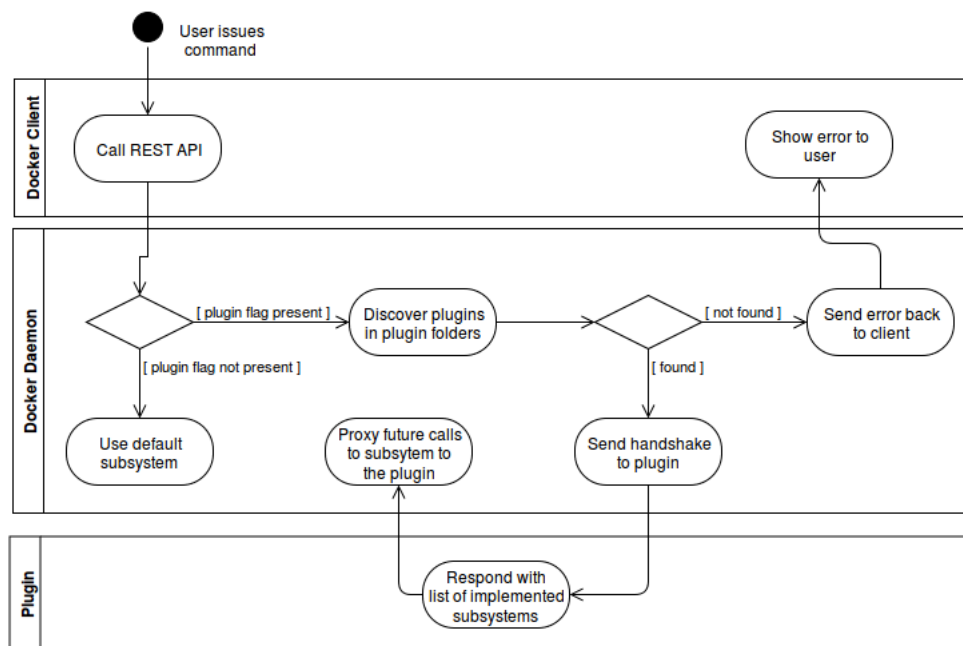 User issues
command
Docker Client
Call REST API
Show error to
user
Docker Daemon
[ plugin flag present ]
Discover plugins
in plugin folders
[ not found ]
Send error back
to client
[ plugin flag not present ]
[ found ]
Use default
subsystem
Proxy future calls
to subsytem to
the plugin
Send handshake
to plugin
Plugin
Respond with
list of implemented
subsystems